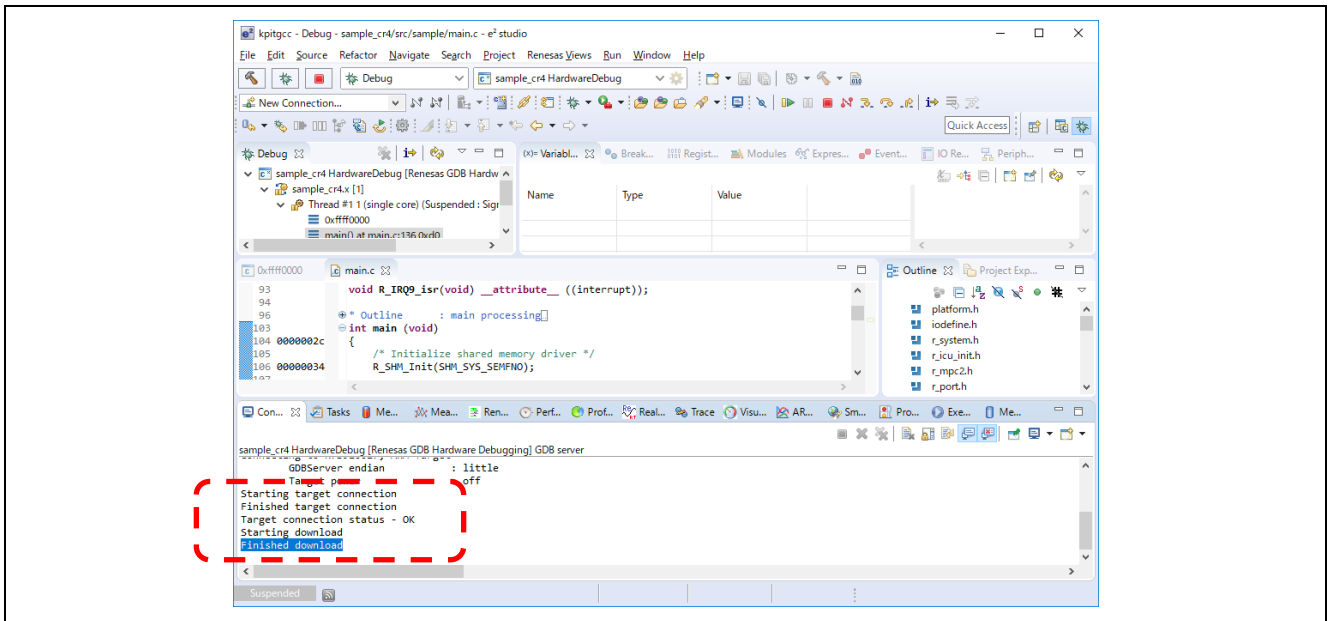 kpitgcc - Debug - sample_cr4/src/sample/main.c - e² studio
File Edit Source Refactor Navigate Search Project Renesas Views Run Window Help
Debug sample_cr4 HardwareDebug
New Connection...
Quick Access
Debug (x)= Variabl... Break... Regist... Modules Expres... Event... IO Re... Periph...
sample_cr4 HardwareDebug [Renesas GDB Hardw
sample_cr4.x [1]
Thread #1 1 (single core) (Suspended : Sigr
0xffff0000
main() at main.c:136 0xd0
Name Type Value
0xffff0000 main.c
93 void R_IRQ9_isr(void) __attribute__ ((interrupt));
94
96 * Outline : main processing
103 int main (void)
104 0000002c {
105 /* Initialize shared memory driver */
106 00000034 R_SHM_Init(SHM_SYS_SEMFNO);
107
Outline Project Exp...
platform.h
iodefine.h
r_system.h
r_icu_init.h
r_mpc2.h
r_port.h
Con... Tasks Me... Mea... Ren... Perf... Prof... Real... Trace Visu... AR... Sm... Pro... Exe... Me...
sample_cr4 HardwareDebug [Renesas GDB Hardware Debugging] GDB server
GDBServer endian : little
Target power off
Starting target connection
Finished target connection
Target connection status - OK
Starting download
Finished download
Suspended